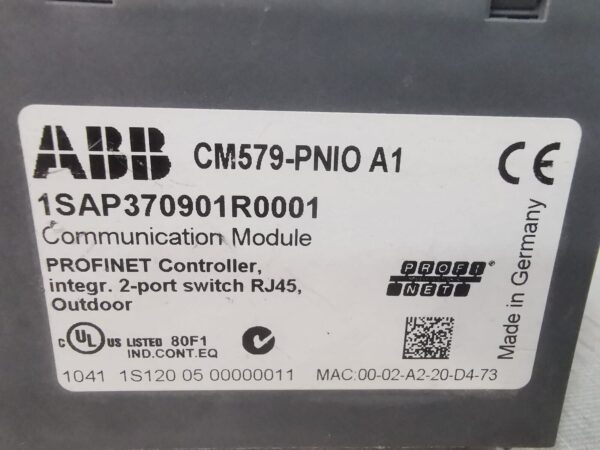 ABB CM579-PNIO A1 CE
1SAP370901R0001
Communication Module
PROFINET Controller,
integr. 2-port switch RJ45,
Outdoor
PROFI®
NET
Made in Germany
C UL US LISTED 80F1
IND.CONT.EQ
1041 1S120 05 00000011 MAC:00-02-A2-20-D4-73